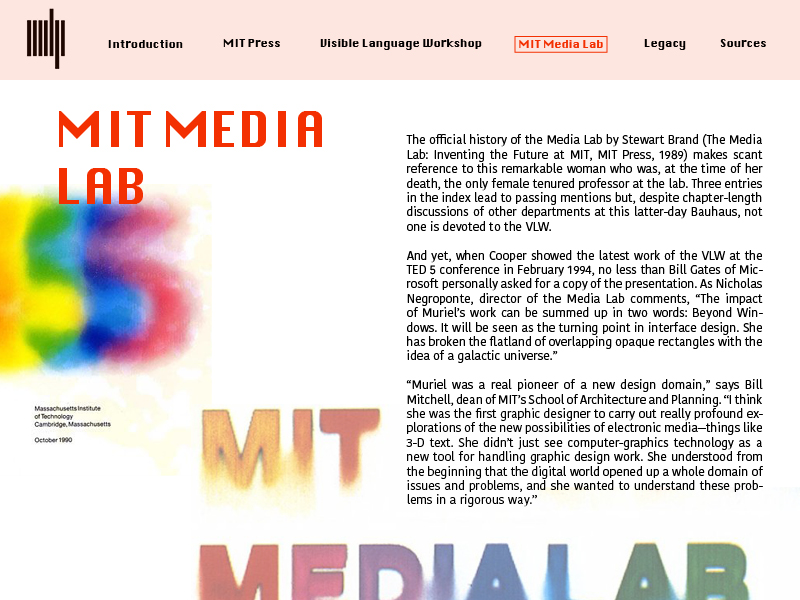 Introduction
MIT Press
Visible Language Workshop
MIT Media Lab
Legacy
Sources
MIT MEDIA
LAB
The official history of the Media Lab by Stewart Brand (The Media
Lab: Inventing the Future at MIT, MIT Press, 1989) makes scant
reference to this remarkable woman who was, at the time of her
death, the only female tenured professor at the lab. Three entries
in the index lead to passing mentions but, despite chapter-length
discussions of other departments at this latter-day Bauhaus, not
one is devoted to the VLW.
And yet, when Cooper showed the latest work of the VLW at the
TED 5 conference in February 1994, no less than Bill Gates of Mic-
rosoft personally asked for a copy of the presentation. As Nicholas
Negroponte, director of the Media Lab comments, “The impact
of Muriel’s work can be summed up in two words: Beyond Win-
dows. It will be seen as the turning point in interface design. She
has broken the flatland of overlapping opaque rectangles with the
idea of a galactic universe.”
“Muriel was a real pioneer of a new design domain,” says Bill
Mitchell, dean of MIT’s School of Architecture and Planning. “I think
she was the first graphic designer to carry out really profound ex-
plorations of the new possibilities of electronic media—things like
3-D text. She didn’t just see computer-graphics technology as a
new tool for handling graphic design work. She understood from
the beginning that the digital world opened up a whole domain of
issues and problems, and she wanted to understand these prob-
lems in a rigorous way.”
5
Massachusetts Institute
of Technology
Cambridge, Massachusetts
October 1990
MIT
MEDIA LAB